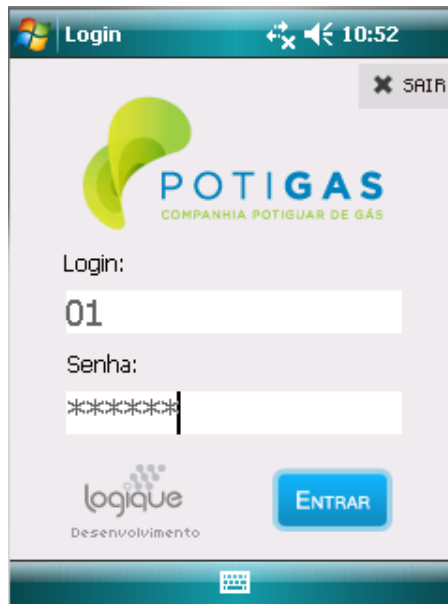 Login 10:52
SAIR
POTIGAS
COMPANHIA POTIGUAR DE GÁS
Login:
01
Senha:
******
logique
Desenvolvimento
ENTRAR